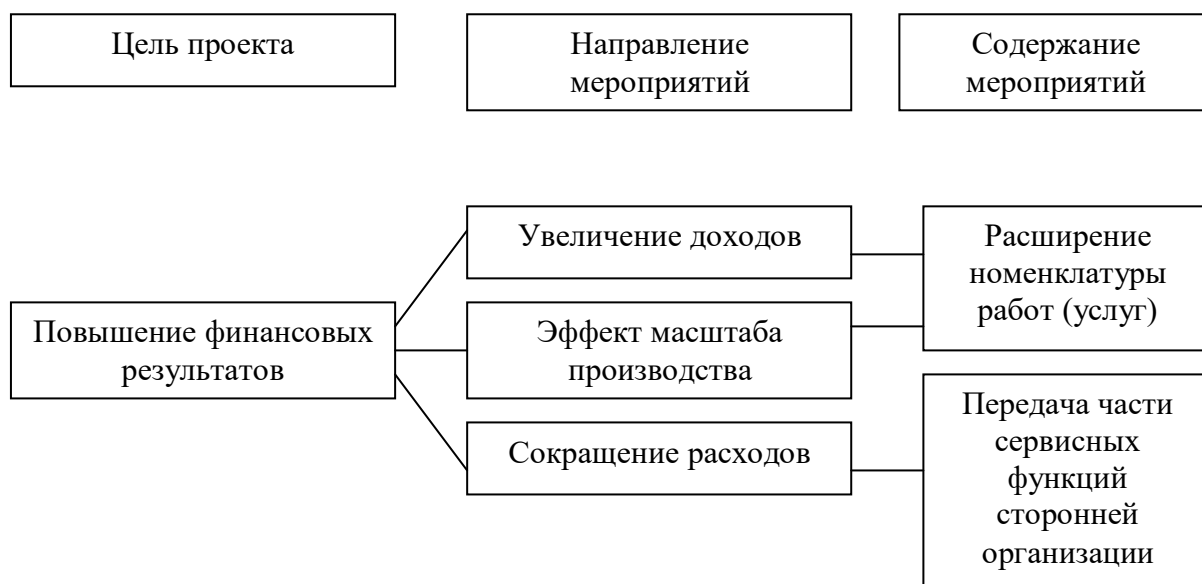 Цель проекта
Направление
мероприятий
Содержание
мероприятий
Увеличение доходов
Расширение
номенклатуры
работ (услуг)
Повышение финансовых
результатов
Эффект масштаба
производства
Сокращение расходов
Передача части
сервисных
функций
сторонней
организации